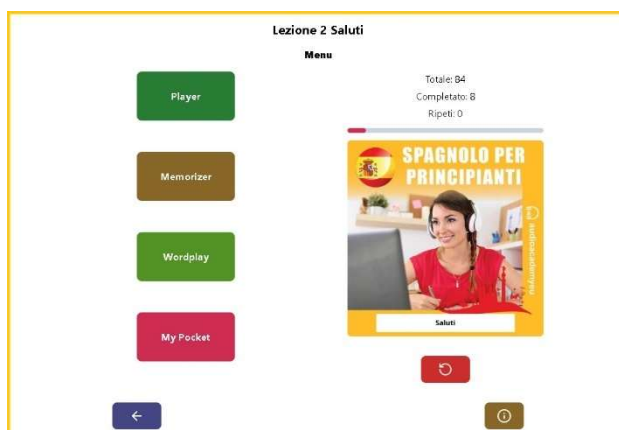 Lezione 2 Saluti
Menu
Player
Memorizer
Wordplay
My Pocket
Totale: 84
Completato: 8
Ripeti: 0
SPAGNOLO PER
PRINCIPIANTI
audioacademyeu
Saluti